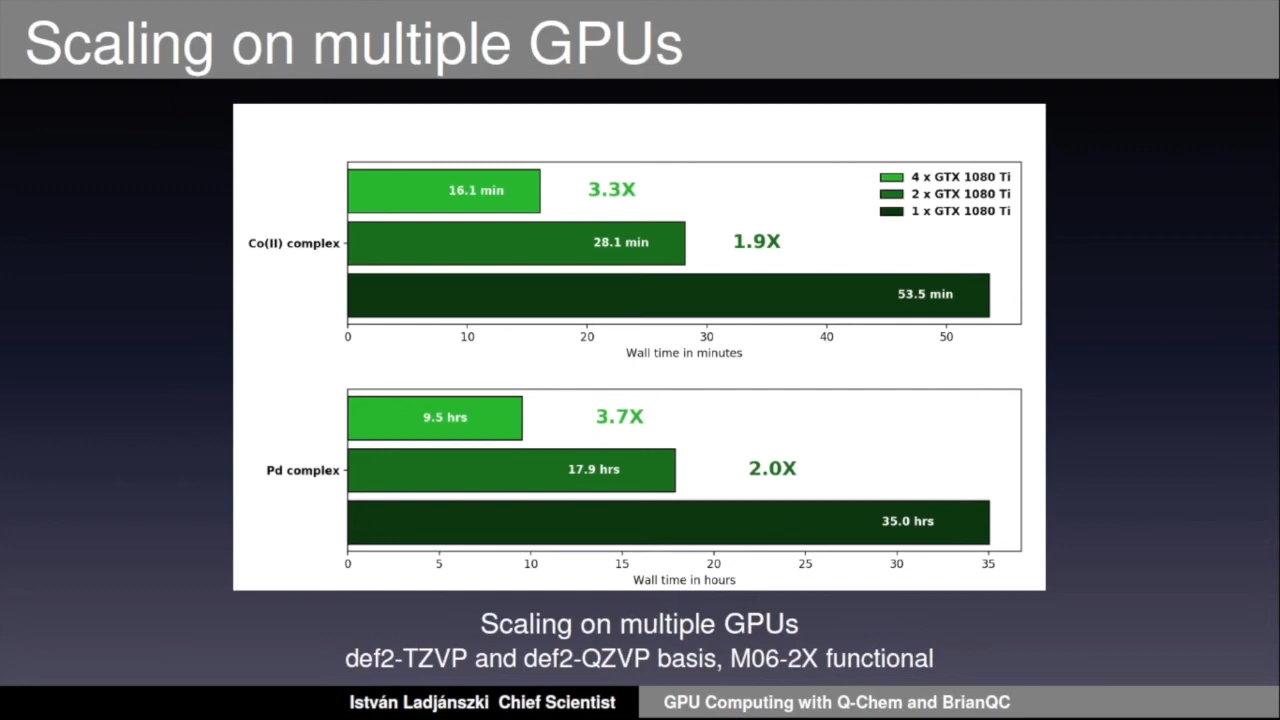 Scaling on multiple GPUs
16.1 min
3.3X
4 x GTX 1080 Ti
2 x GTX 1080 Ti
1 x GTX 1080 Ti
Co(II) complex
28.1 min
1.9X
53.5 min
0 10 20 30 40 50
Wall time in minutes
9.5 hrs
3.7X
Pd complex
17.9 hrs
2.0X
35.0 hrs
0 5 10 15 20 25 30 35
Wall time in hours
Scaling on multiple GPUs
def2-TZVP and def2-QZVP basis, M06-2X functional
István Ladjánszki Chief Scientist
GPU Computing with Q-Chem and BrianQC